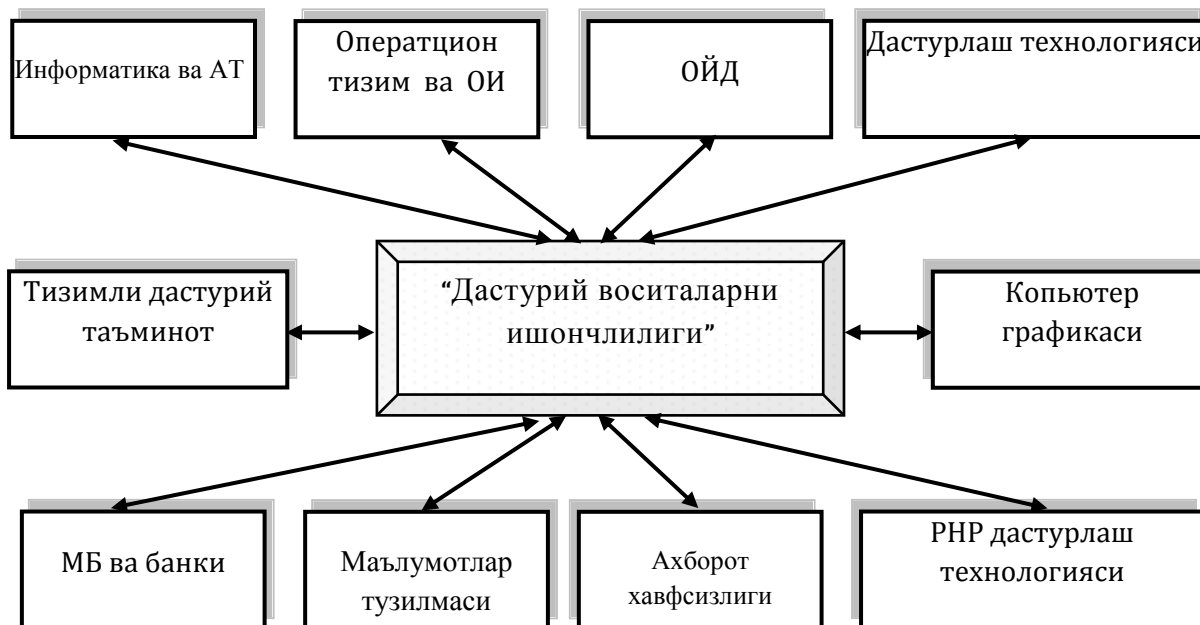 Информатика ва АТ
Оператцион
тизим ва ОИ
ОЙД
Дастурлаш технологияси
Тизимли дастурий
таъминот
“Дастурий воситаларни
ишончлилиги”
Копьютер
графикаси
МБ ва банки
Маълумотлар
тузилмаси
Ахборот
хавфсизлиги
РНР дастурлаш
технологияси